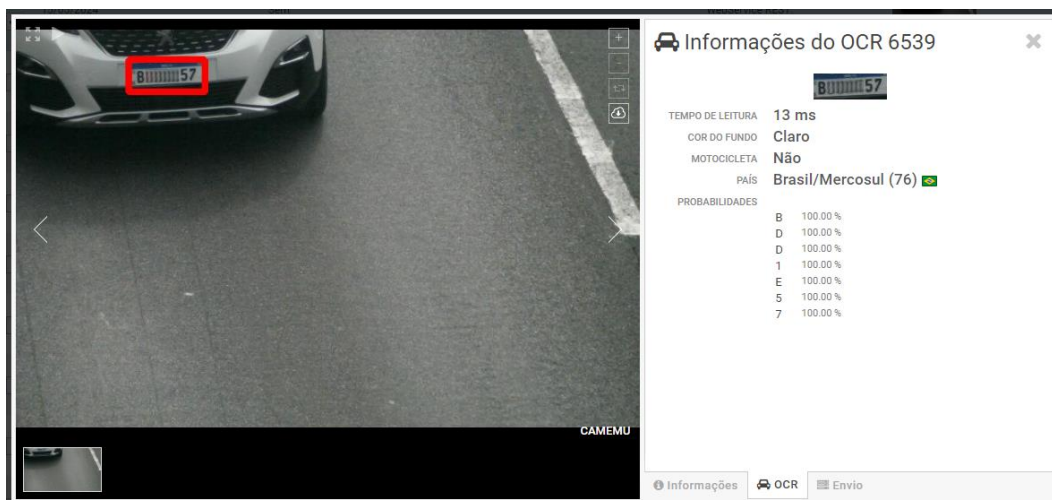 B 57
CAMEMU
Informações do OCR 6539
B 57
TEMPO DE LEITURA 13 ms
COR DO FUNDO Claro
MOTOCICLETA Não
PAÍS Brasil/Mercosul (76)
PROBABILIDADES
B 100.00 %
D 100.00 %
D 100.00 %
1 100.00 %
E 100.00 %
5 100.00 %
7 100.00 %
Informações OCR Envio